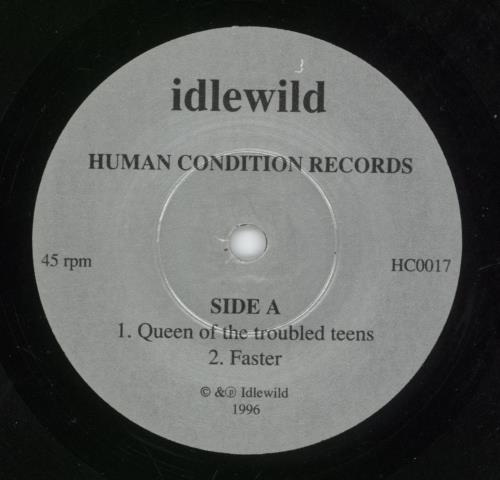 idlewild
HUMAN CONDITION RECORDS
45 rpm
HC0017
SIDE A
1. Queen of the troubled teens
2. Faster
© & ℗ Idlewild
1996